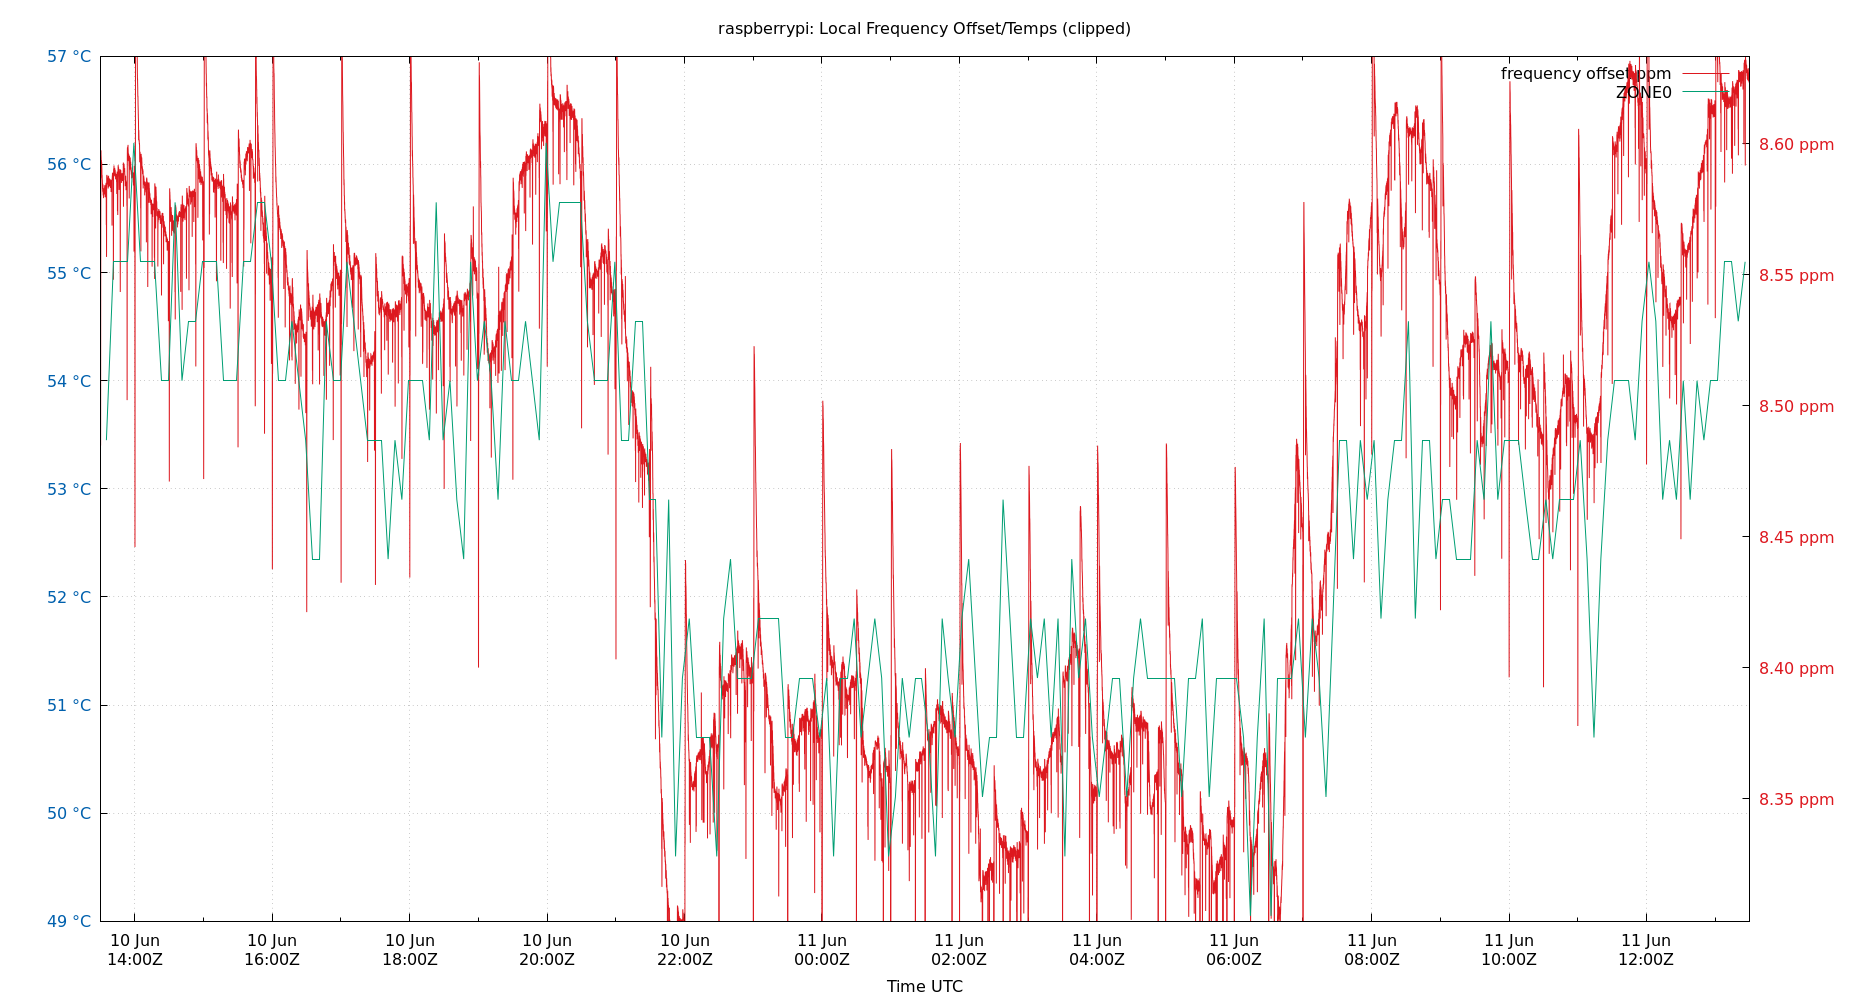 raspberrypi: Local Frequency Offset/Temps (clipped)
57 °C
56 °C
55 °C
54 °C
53 °C
52 °C
51 °C
50 °C
49 °C
frequency offset ppm
ZONE0
8.60 ppm
8.55 ppm
8.50 ppm
8.45 ppm
8.40 ppm
8.35 ppm
10 Jun 10 Jun 10 Jun 10 Jun 10 Jun 11 Jun 11 Jun 11 Jun 11 Jun 11 Jun 11 Jun 11 Jun
14:00Z 16:00Z 18:00Z 20:00Z 22:00Z 00:00Z 02:00Z 04:00Z 06:00Z 08:00Z 10:00Z 12:00Z
Time UTC